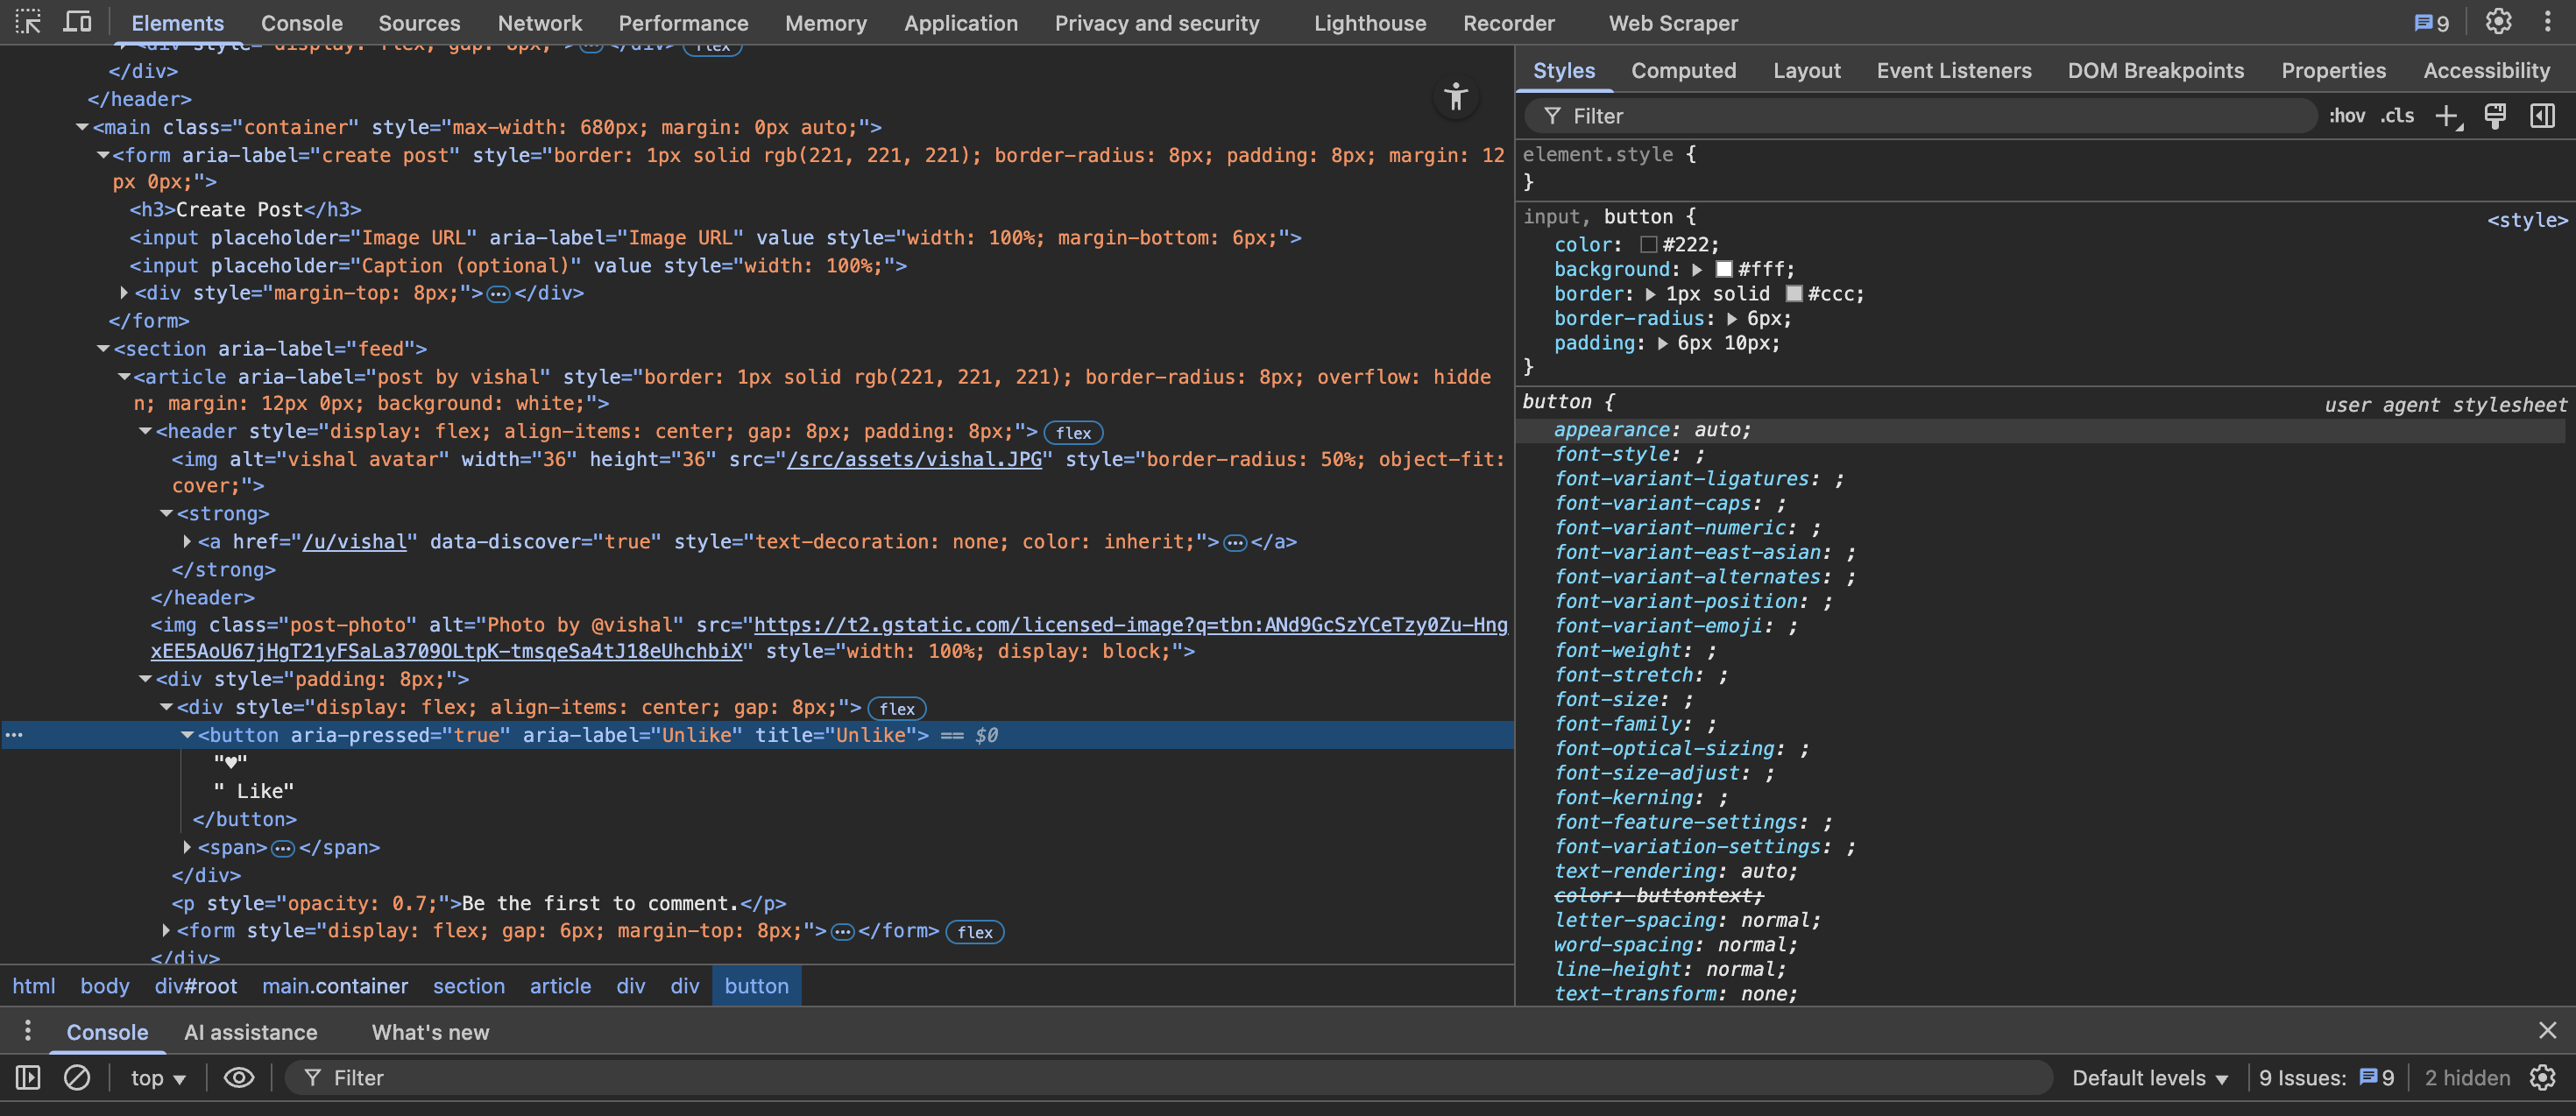 Elements Console Sources Network Performance Memory Application Privacy and security Lighthouse Recorder Web Scraper 9
</div>
</header>
<main class="container" style="max-width: 680px; margin: 0px auto;">
<form aria-label="create post" style="border: 1px solid rgb(221, 221, 221); border-radius: 8px; padding: 8px; margin: 12
px 0px;">
<h3>Create Post</h3>
<input placeholder="Image URL" aria-label="Image URL" value style="width: 100%; margin-bottom: 6px;">
<input placeholder="Caption (optional)" value style="width: 100%;">
<div style="margin-top: 8px;">…</div>
</form>
<section aria-label="feed">
<article aria-label="post by vishal" style="border: 1px solid rgb(221, 221, 221); border-radius: 8px; overflow: hidde
n; margin: 12px 0px; background: white;">
<header style="display: flex; align-items: center; gap: 8px; padding: 8px;"> flex
<img alt="vishal avatar" width="36" height="36" src="/src/assets/vishal.JPG" style="border-radius: 50%; object-fit:
cover;">
<strong>
<a href="/u/vishal" data-discover="true" style="text-decoration: none; color: inherit;">…</a>
</strong>
</header>
<img class="post-photo" alt="Photo by @vishal" src="https://t2.gstatic.com/licensed-image?q=tbn:ANd9GcSzYCeTzy0Zu-Hng
xEE5AoU67jHgT21yFSaLa3709OLtpK-tmsqeSa4tJ18eUhchbiX" style="width: 100%; display: block;">
<div style="padding: 8px;">
<div style="display: flex; align-items: center; gap: 8px;"> flex
<button aria-pressed="true" aria-label="Unlike" title="Unlike"> == $0
"♥"
" Like"
</button>
<span>…</span>
</div>
<p style="opacity: 0.7;">Be the first to comment.</p>
<form style="display: flex; gap: 6px; margin-top: 8px;">…</form> flex
</div>
html body div#root main.container section article div div button
Styles Computed Layout Event Listeners DOM Breakpoints Properties Accessibility
Filter :hov .cls
element.style {
}
input, button { <style>
color: #222;
background: #fff;
border: 1px solid #ccc;
border-radius: 6px;
padding: 6px 10px;
}
button { user agent stylesheet
appearance: auto;
font-style: ;
font-variant-ligatures: ;
font-variant-caps: ;
font-variant-numeric: ;
font-variant-east-asian: ;
font-variant-alternates: ;
font-variant-position: ;
font-variant-emoji: ;
font-weight: ;
font-stretch: ;
font-size: ;
font-family: ;
font-optical-sizing: ;
font-size-adjust: ;
font-kerning: ;
font-feature-settings: ;
font-variation-settings: ;
text-rendering: auto;
color: buttontext;
letter-spacing: normal;
word-spacing: normal;
line-height: normal;
text-transform: none;
Console AI assistance What's new
top Filter Default levels 9 Issues: 9 2 hidden